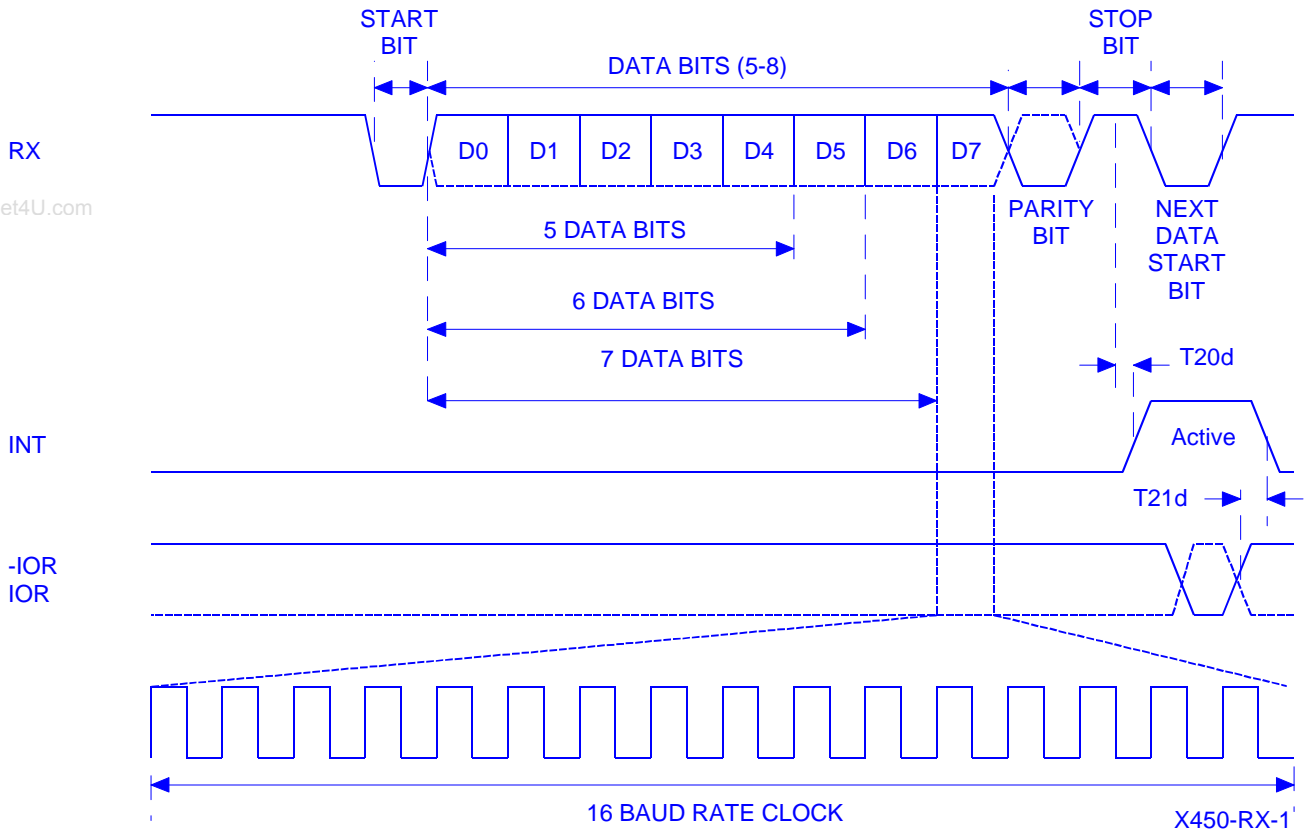 START
BIT
STOP
BIT
DATA BITS (5-8)
RX
D0 D1 D2 D3 D4 D5 D6 D7
et4U.com
PARITY
BIT
NEXT
DATA
START
BIT
5 DATA BITS
6 DATA BITS
7 DATA BITS
T20d
INT
Active
T21d
-IOR
IOR
16 BAUD RATE CLOCK
X450-RX-1